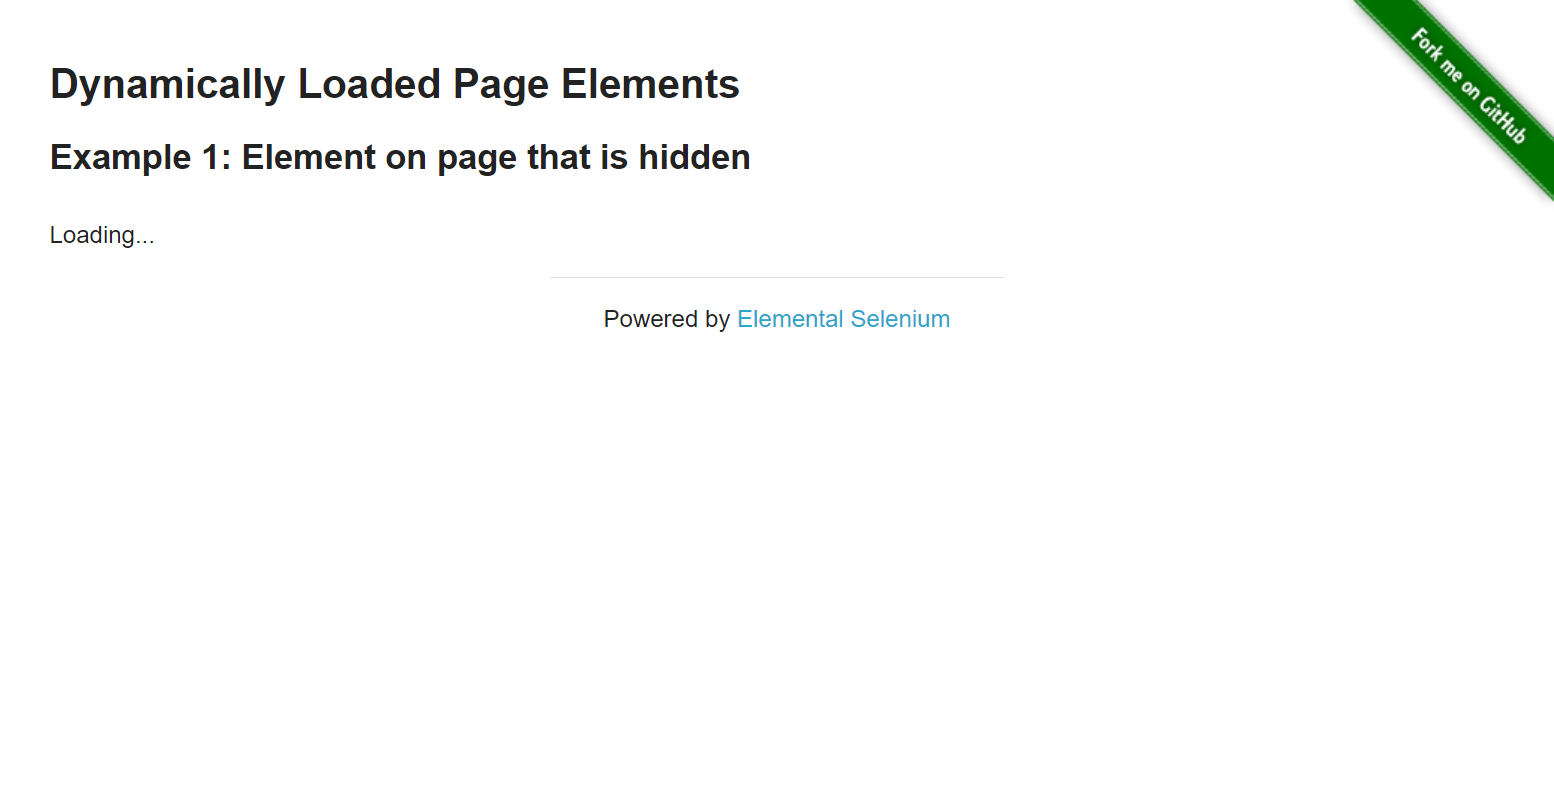 Fork me on GitHub
Dynamically Loaded Page Elements
Example 1: Element on page that is hidden
Loading...
Powered by Elemental Selenium